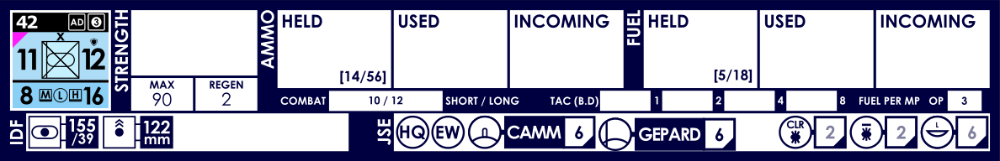 42 AD 3
X
11 12
8 M L H 16
STRENGTH
MAX 90
REGEN 2
AMMO
HELD
[14/56]
USED
INCOMING
FUEL
HELD
[5/18]
USED
INCOMING
COMBAT 10 / 12 SHORT / LONG TAC (B.D) 1 2 4 8 FUEL PER MP OP 3
IDF
155 /39
122 mm
JSE
HQ EW CAMM 6 GEPARD 6 CLR 2 2 L 6